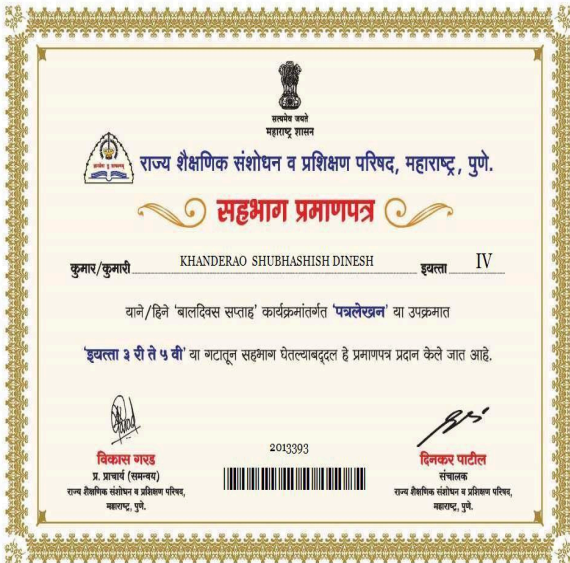 सत्यमेव जयते
महाराष्ट्र शासन
राज्य शैक्षणिक संशोधन व प्रशिक्षण परिषद, महाराष्ट्र, पुणे.
सहभाग प्रमाणपत्र
कुमार/कुमारी KHANDERAO SHUBHASHISH DINESH इयत्ता IV
याने/हिने 'बालदिवस सप्ताह' कार्यक्रमांतर्गत 'पत्रलेखन' या उपक्रमात
'इयत्ता ३ री ते ५ वी' या गटातून सहभाग घेतल्याबद्दल हे प्रमाणपत्र प्रदान केले जात आहे.
विकास गरड
प्र. प्राचार्य (समन्वय)
राज्य शैक्षणिक संशोधन व प्रशिक्षण परिषद,
महाराष्ट्र, पुणे.
2013393
दिनकर पाटील
संचालक
राज्य शैक्षणिक संशोधन व प्रशिक्षण परिषद,
महाराष्ट्र, पुणे.